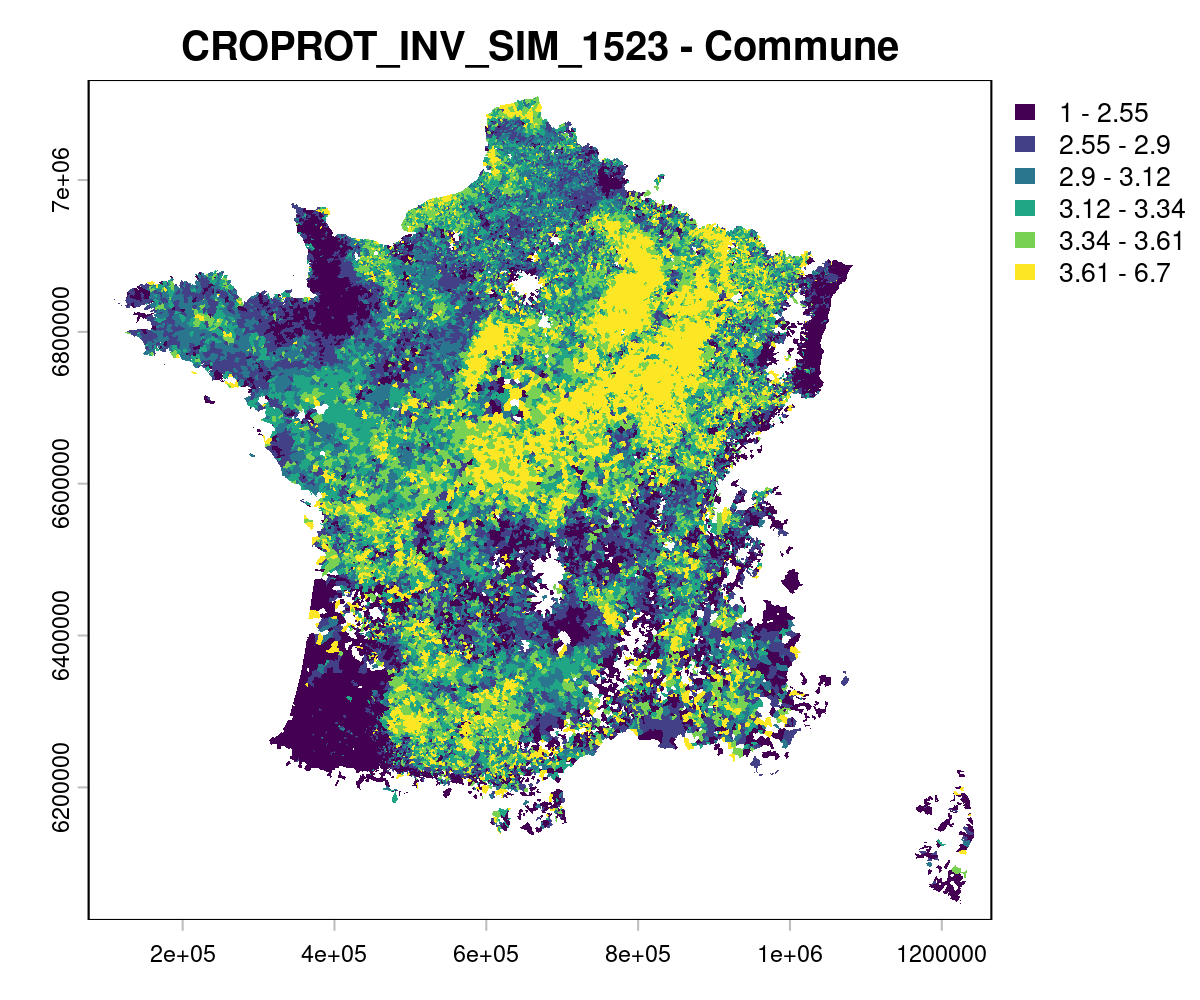 CROPROT_INV_SIM_1523 - Commune
1 - 2.55
2.55 - 2.9
2.9 - 3.12
3.12 - 3.34
3.34 - 3.61
3.61 - 6.7
7e+06
6800000
6600000
6400000
6200000
2e+05
4e+05
6e+05
8e+05
1e+06
1200000